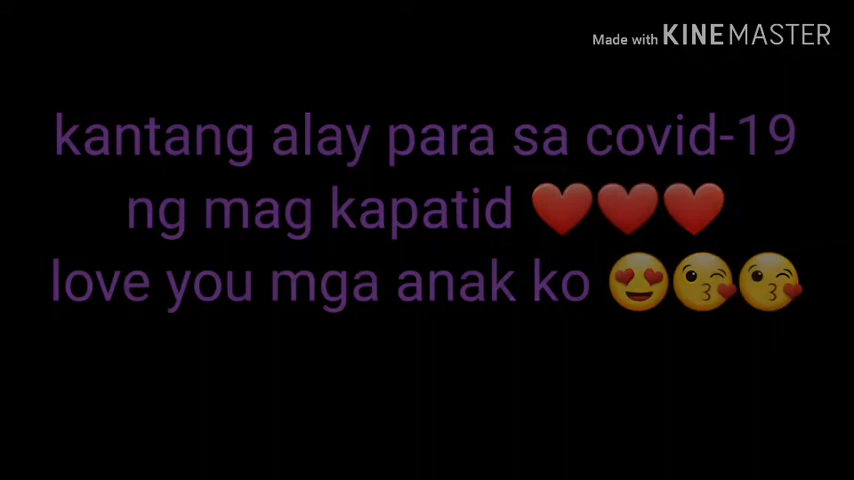 Made with KINEMASTER
kantang alay para sa covid-19
ng mag kapatid ❤️❤️❤️
love you mga anak ko 😍😘😘